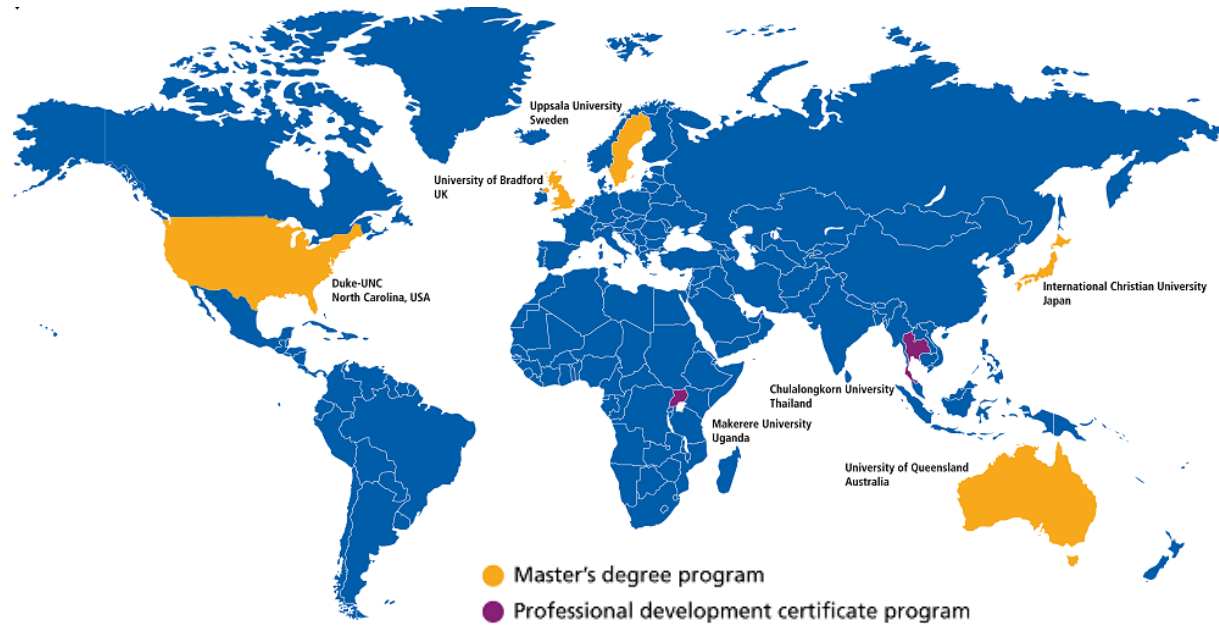 Uppsala University
Sweden
University of Bradford
UK
Duke-UNC
North Carolina, USA
International Christian University
Japan
Chulalongkorn University
Thailand
Makerere University
Uganda
University of Queensland
Australia
Master's degree program
Professional development certificate program